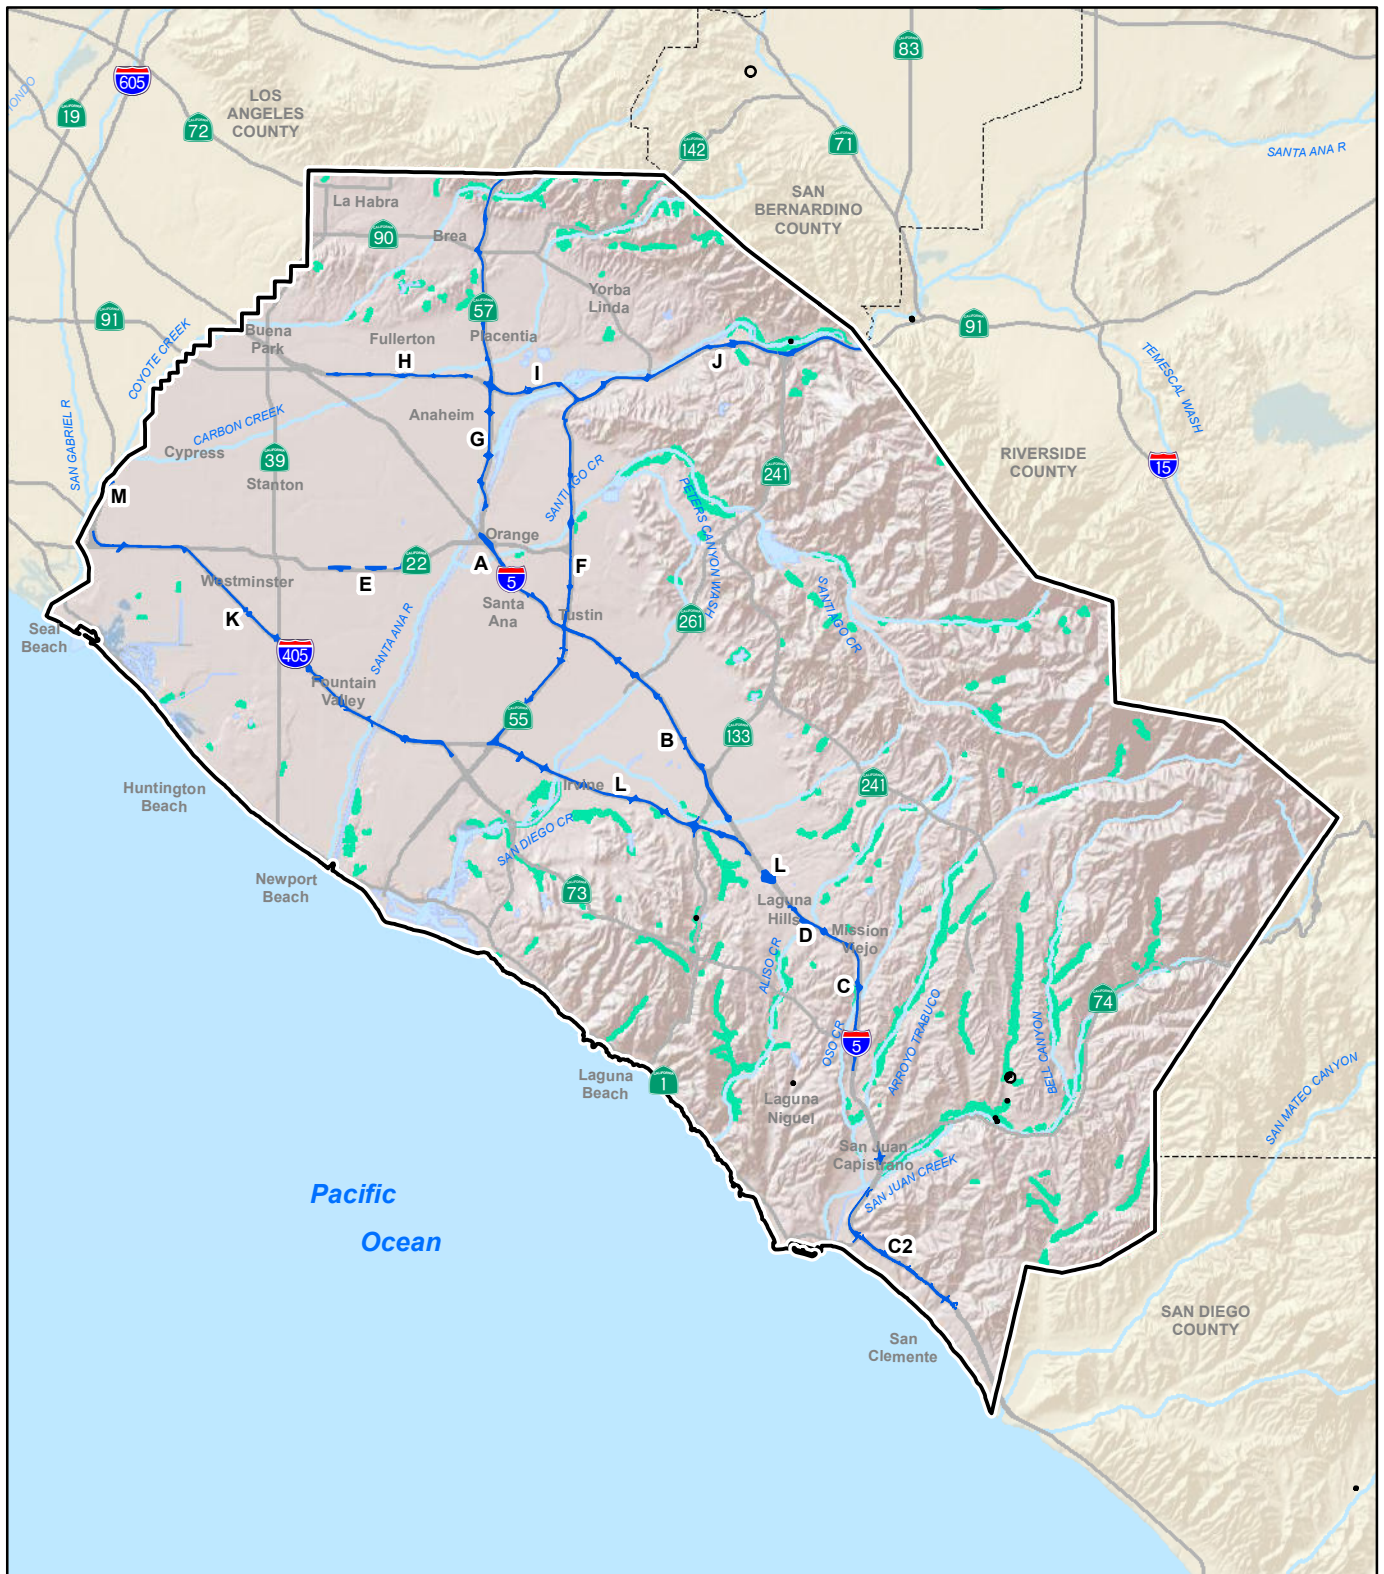 CALIFORNIA
83
605
HONDO
LOS
ANGELES
COUNTY
19
72
142
71
SANTA ANA R
SAN
BERNARDINO
COUNTY
La Habra
90
Brea
Yorba
Linda
57
91
Buena
Park
Fullerton
Placentia
91
COYOTE CREEK
H
I
J
TEMESCAL WASH
SAN GABRIEL R
CARBON CREEK
Anaheim
G
Cypress
39
Stanton
RIVERSIDE
COUNTY
15
241
M
SANTIAGO CR
PETERS CANYON WASH
Orange
A
F
22
E
5
Westminster
Santa
Ana
Tustin
SANTIAGO CR
261
K
Seal
Beach
405
SANTA ANA R
Fountain
Valley
55
B
133
Huntington
Beach
Irvine
L
241
SAN DIEGO CR
Newport
Beach
73
L
Laguna
Hills
D
Mission
Viejo
ALISO CR
C
74
OSO CR
5
ARROYO TRABUCO
BELL CANYON
Laguna
Beach
1
Laguna
Niguel
SAN MATEO CANYON
San Juan
Capistrano
SAN JUAN CREEK
Pacific
Ocean
C2
SAN DIEGO
COUNTY
San
Clemente